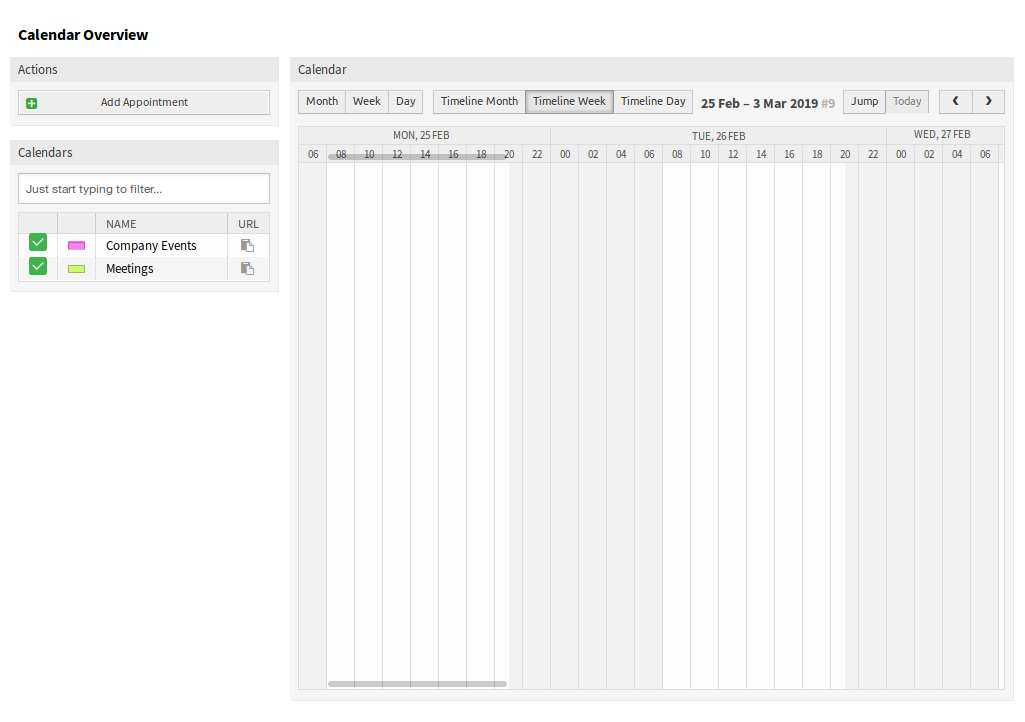 Calendar Overview
Actions
Add Appointment
Calendars
Just start typing to filter...
NAME URL
Company Events
Meetings
Calendar
Month Week Day Timeline Month Timeline Week Timeline Day 25 Feb – 3 Mar 2019 #9 Jump Today ❮ ❯
MON, 25 FEB TUE, 26 FEB WED, 27 FEB
06 08 10 12 14 16 18 20 22 00 02 04 06 08 10 12 14 16 18 20 22 00 02 04 06